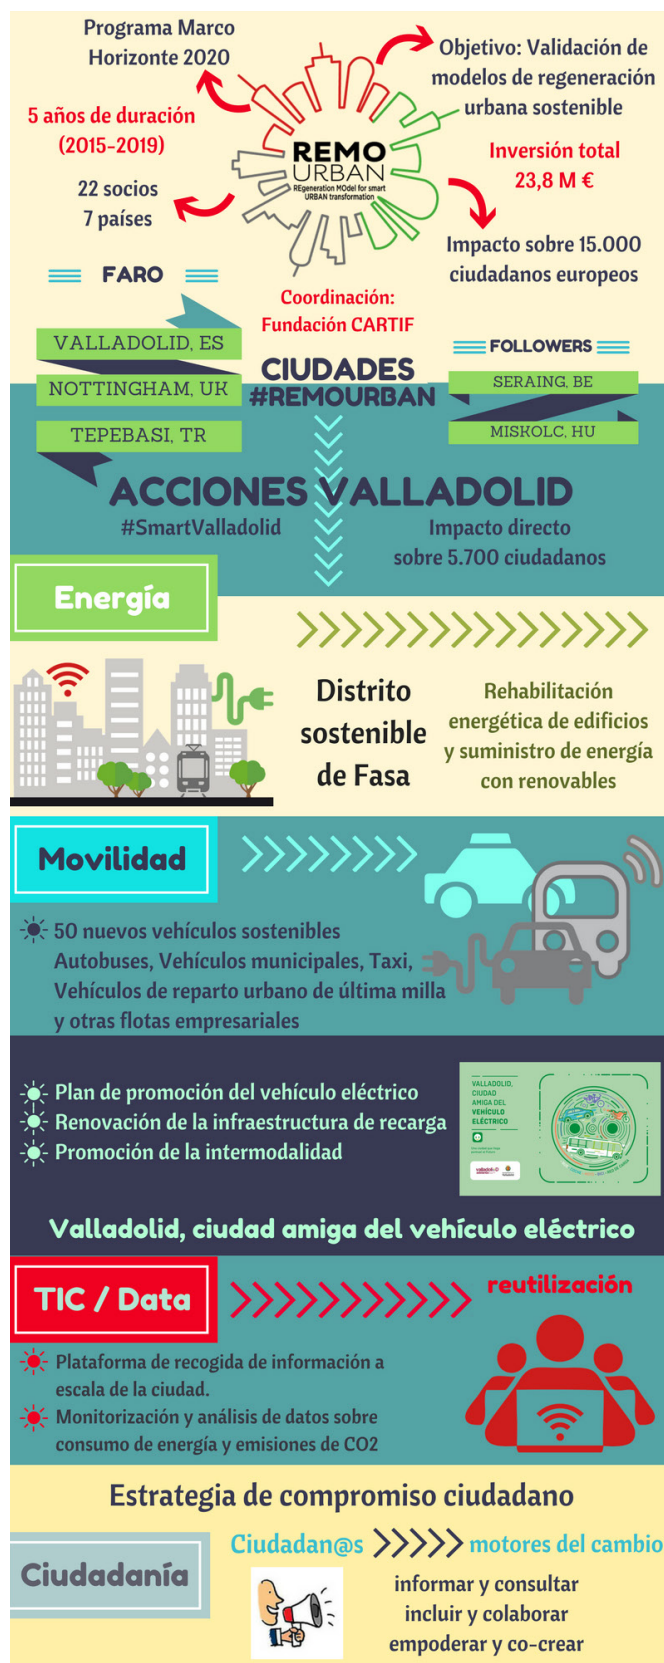 Programa Marco
Horizonte 2020
Objetivo: Validación de
modelos de regeneración
urbana sostenible
5 años de duración
(2015-2019)
REMO
URBAN
REgeneration MOdel for smart
URBAN transformation
Inversión total
23,8 M €
22 socios
7 países
Impacto sobre 15.000
ciudadanos europeos
FARO
Coordinación:
Fundación CARTIF
VALLADOLID, ES
NOTTINGHAM, UK
TEPEBASI, TR
CIUDADES
#REMOURBAN
FOLLOWERS
SERAING, BE
MISKOLC, HU
ACCIONES VALLADOLID
#SmartValladolid
Impacto directo
sobre 5.700 ciudadanos
Energía
Distrito
sostenible
de Fasa
Rehabilitación
energética de edificios
y suministro de energía
con renovables
Movilidad
50 nuevos vehículos sostenibles
Autobuses, Vehículos municipales, Taxi,
Vehículos de reparto urbano de última milla
y otras flotas empresariales
Plan de promoción del vehículo eléctrico
Renovación de la infraestructura de recarga
Promoción de la intermodalidad
VALLADOLID,
CIUDAD
AMIGA DEL
VEHÍCULO
ELÉCTRICO
Valladolid, ciudad amiga del vehículo eléctrico
TIC / Data
reutilización
Plataforma de recogida de información a
escala de la ciudad.
Monitorización y análisis de datos sobre
consumo de energía y emisiones de CO2
Estrategia de compromiso ciudadano
Ciudadanía
Ciudadan@s
motores del cambio
informar y consultar
incluir y colaborar
empoderar y co-crear